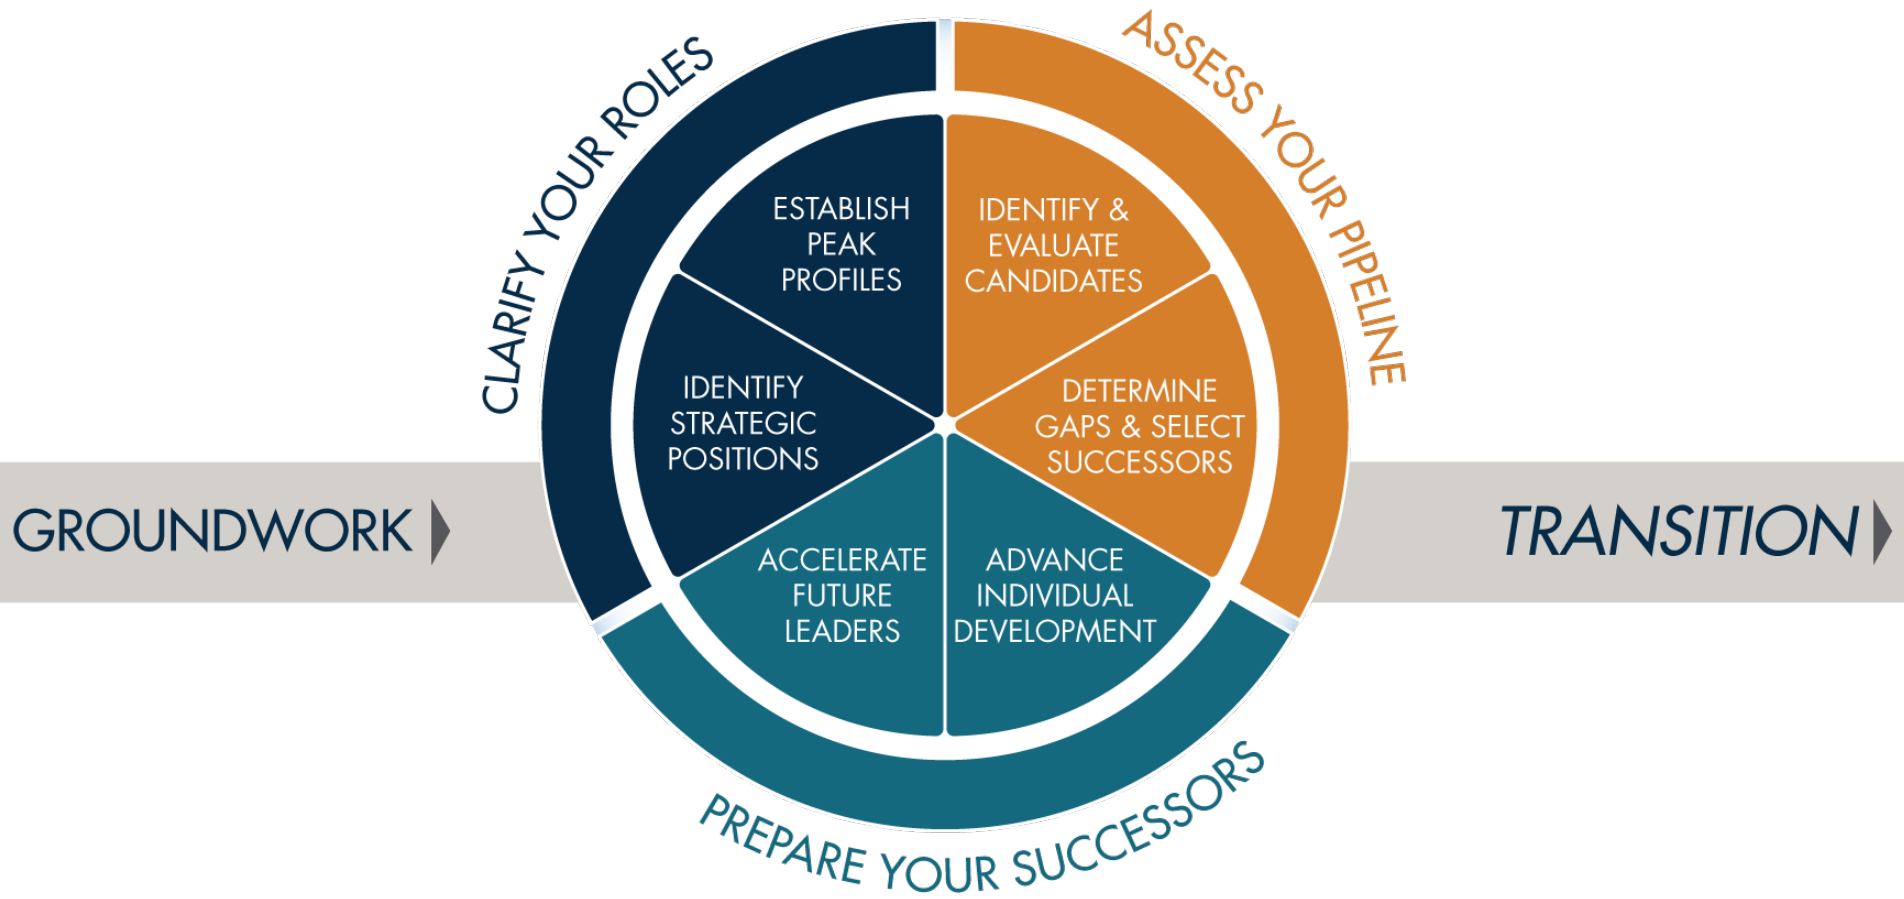 CLARIFY YOUR ROLES
ASSESS YOUR PIPELINE
ESTABLISH
PEAK
PROFILES
IDENTIFY &
EVALUATE
CANDIDATES
IDENTIFY
STRATEGIC
POSITIONS
DETERMINE
GAPS & SELECT
SUCCESSORS
GROUNDWORK
TRANSITION
ACCELERATE
FUTURE
LEADERS
ADVANCE
INDIVIDUAL
DEVELOPMENT
PREPARE YOUR SUCCESSORS